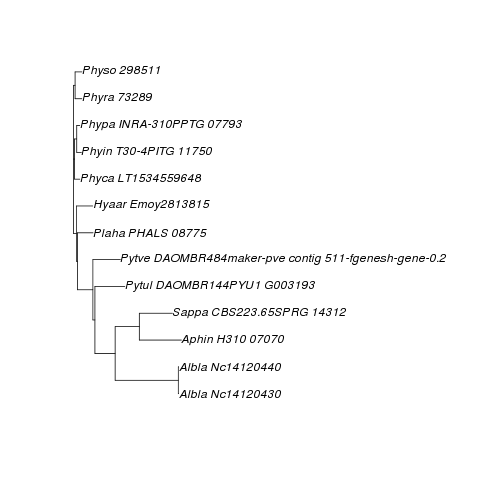 Physo 298511
Phyra 73289
Phypa INRA-310PPTG 07793
Phyin T30-4PITG 11750
Phyca LT1534559648
Hyaar Emoy2813815
Plaha PHALS 08775
Pytve DAOMBR484maker-pve contig 511-fgenesh-gene-0.2
Pytul DAOMBR144PYU1 G003193
Sappa CBS223.65SPRG 14312
Aphin H310 07070
Albla Nc14120440
Albla Nc14120430